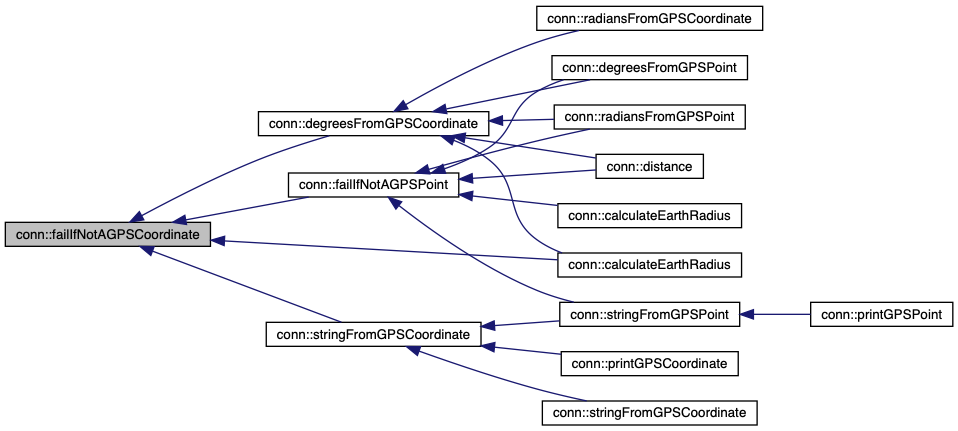 conn::radiansFromGPSCoordinate
conn::degreesFromGPSPoint
conn::radiansFromGPSPoint
conn::degreesFromGPSCoordinate
conn::distance
conn::failIfNotAGPSPoint
conn::calculateEarthRadius
conn::failIfNotAGPSCoordinate
conn::calculateEarthRadius
conn::stringFromGPSPoint
conn::printGPSPoint
conn::stringFromGPSCoordinate
conn::printGPSCoordinate
conn::stringFromGPSCoordinate